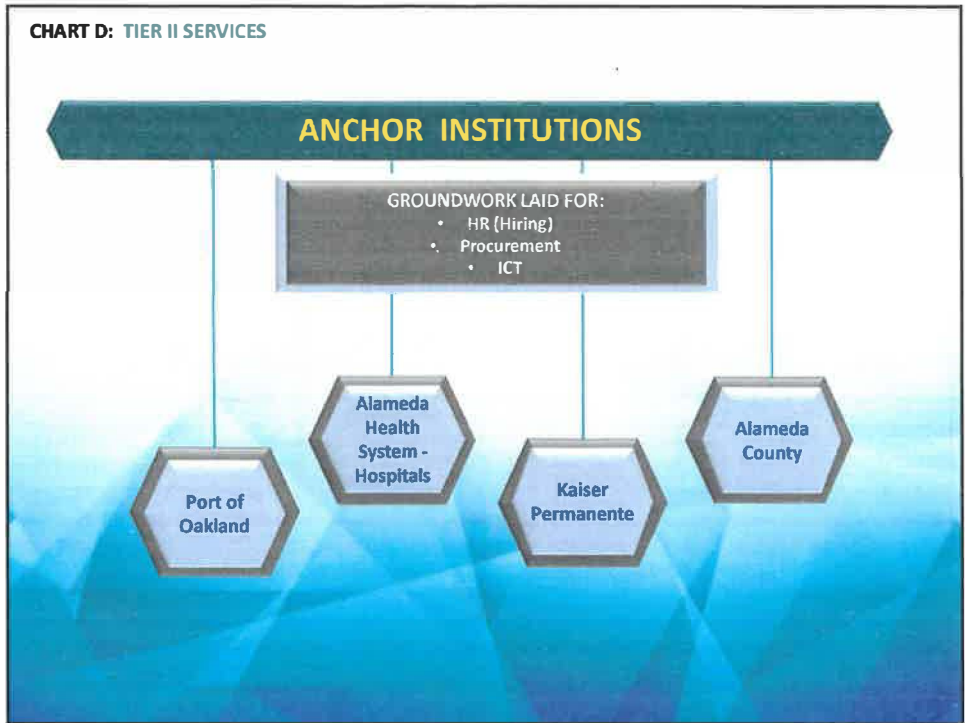 CHART D: TIER II SERVICES
ANCHOR INSTITUTIONS
GROUNDWORK LAID FOR:
• HR (Hiring)
• Procurement
• ICT
Alameda
Health
System -
Hospitals
Alameda
County
Port of
Oakland
Kaiser
Permanente